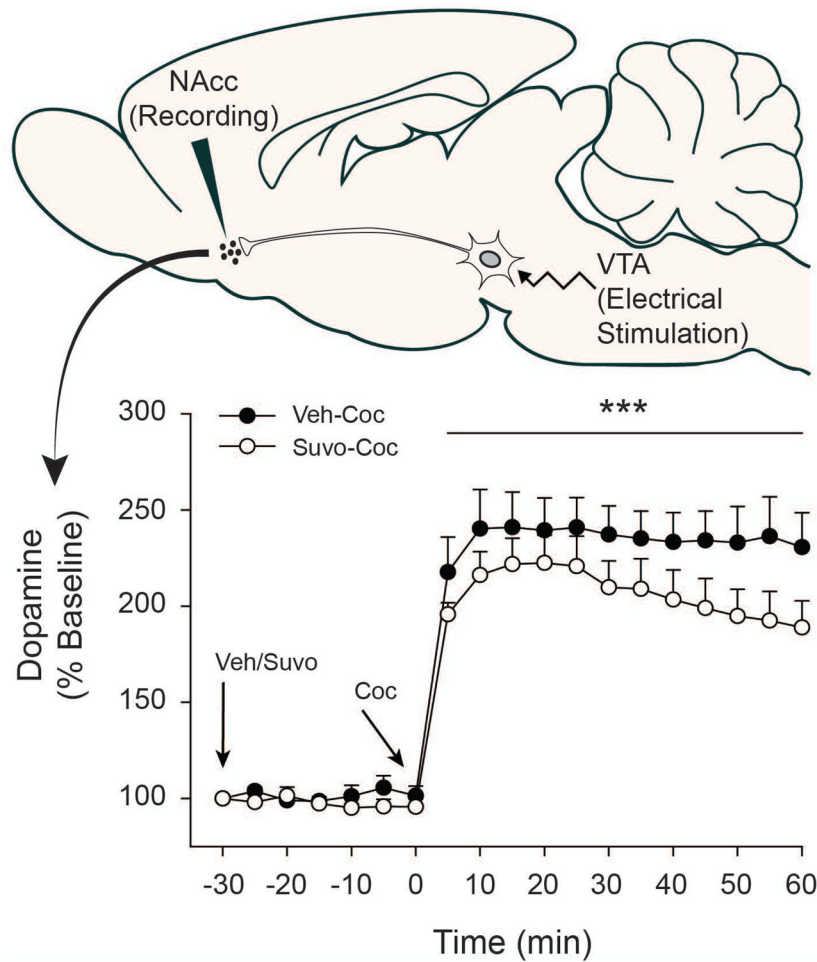 NAcc
(Recording)
VTA
(Electrical
Stimulation)
***
Veh-Coc
Suvo-Coc
Dopamine
(% Baseline)
300
250
200
150
100
Veh/Suvo
Coc
-30 -20 -10 0 10 20 30 40 50 60
Time (min)